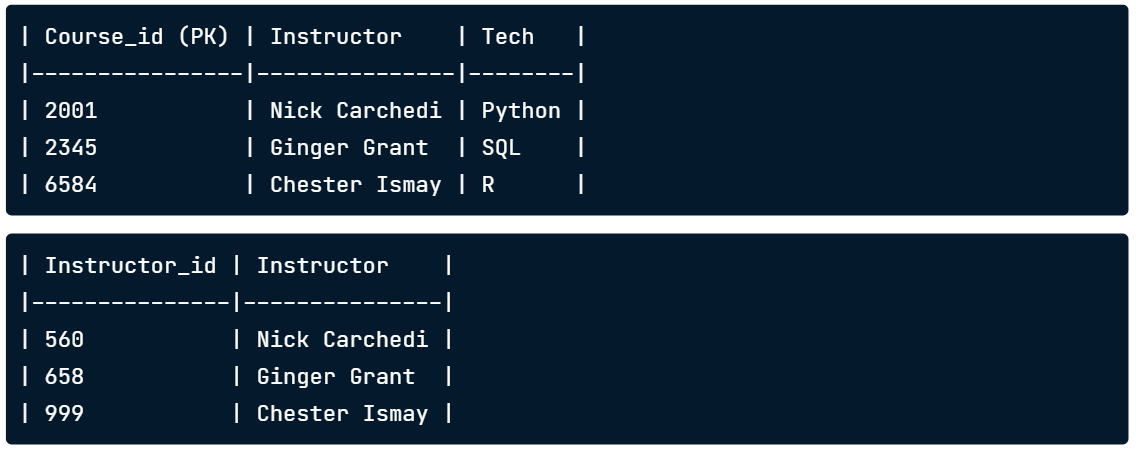 | Course_id (PK) | Instructor    | Tech   |
|----------------|---------------|--------|
| 2001           | Nick Carchedi | Python |
| 2345           | Ginger Grant  | SQL    |
| 6584           | Chester Ismay | R      |
| Instructor_id | Instructor    |
|---------------|---------------|
| 560           | Nick Carchedi |
| 658           | Ginger Grant  |
| 999           | Chester Ismay |